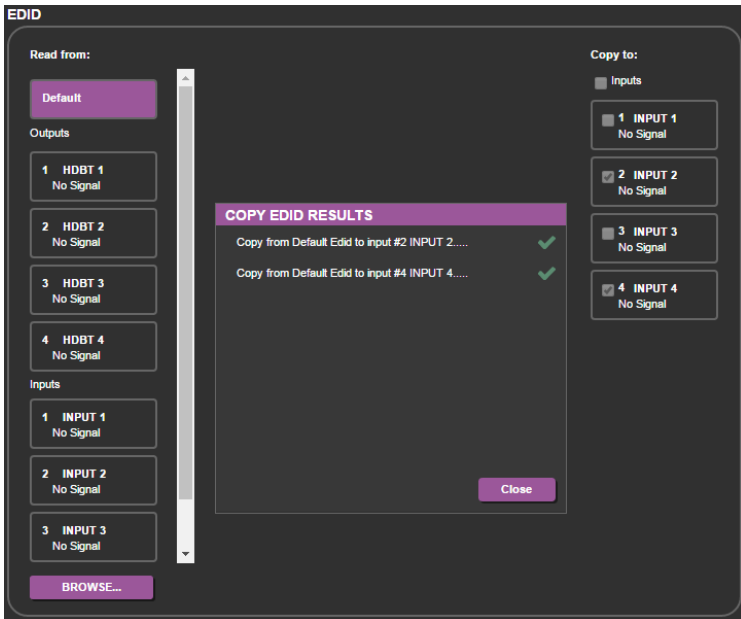 EDID
Read from:
Default
Outputs
1 HDBT 1
No Signal
2 HDBT 2
No Signal
3 HDBT 3
No Signal
4 HDBT 4
No Signal
Inputs
1 INPUT 1
No Signal
2 INPUT 2
No Signal
3 INPUT 3
No Signal
BROWSE...
COPY EDID RESULTS
Copy from Default Edid to input #2 INPUT 2.....
Copy from Default Edid to input #4 INPUT 4.....
Close
Copy to:
Inputs
1 INPUT 1
No Signal
2 INPUT 2
No Signal
3 INPUT 3
No Signal
4 INPUT 4
No Signal